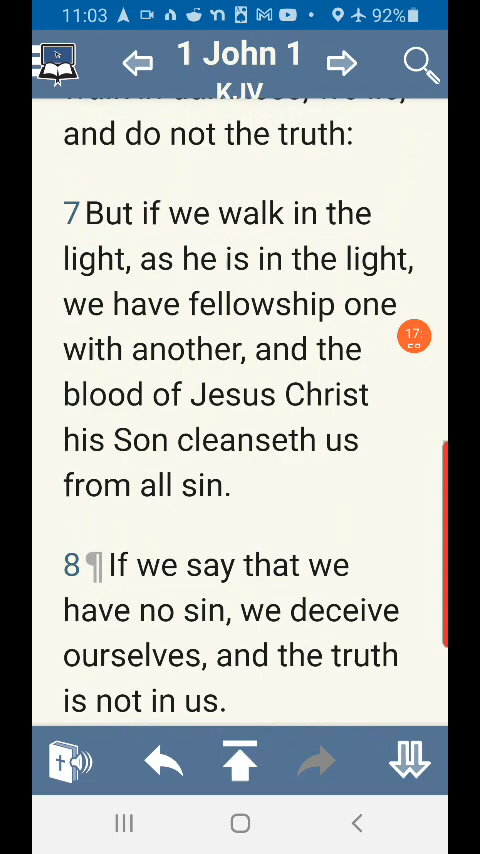 11:03
92%
1 John 1
KJV
and do not the truth:
7 But if we walk in the
light, as he is in the light,
we have fellowship one
with another, and the
blood of Jesus Christ
his Son cleanseth us
from all sin.
8 ¶ If we say that we
have no sin, we deceive
ourselves, and the truth
is not in us.